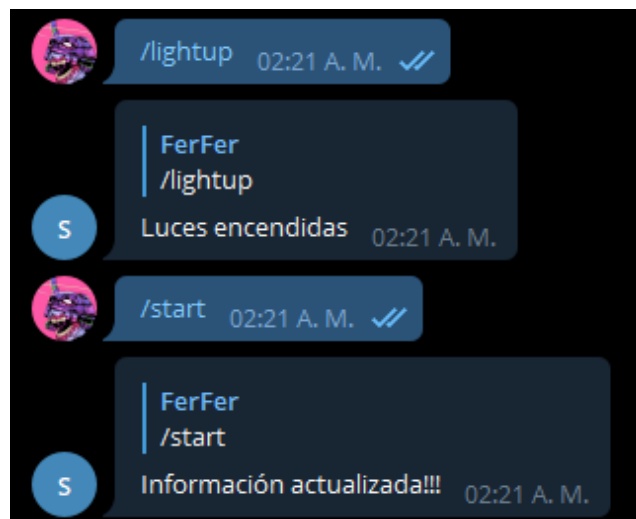 /lightup 02:21 A. M.
FerFer
/lightup
Luces encendidas 02:21 A. M.
s
/start 02:21 A. M.
FerFer
/start
Información actualizada!!! 02:21 A. M.
s